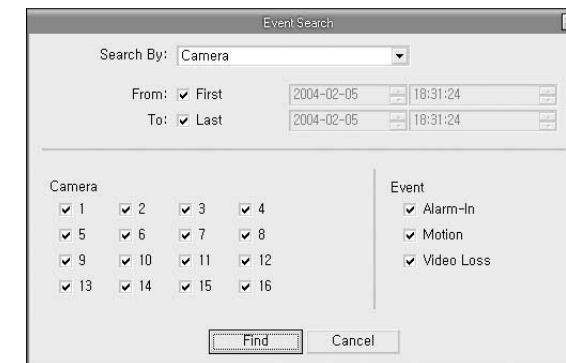 Event Search
Search By: Camera
From: First 2004-02-05 18:31:24
To: Last 2004-02-05 18:31:24
Camera
1 2 3 4
5 6 7 8
9 10 11 12
13 14 15 16
Event
Alarm-In
Motion
Video Loss
Find Cancel